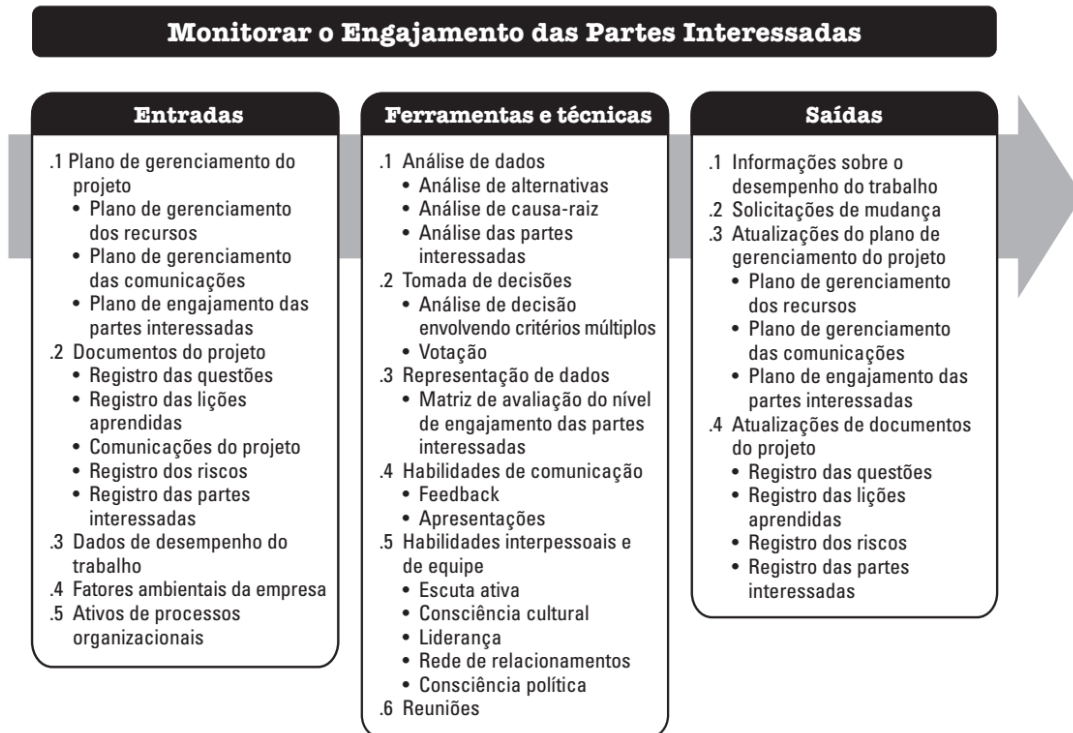 Monitorar o Engajamento das Partes Interessadas
Entradas
.1 Plano de gerenciamento do
projeto
• Plano de gerenciamento
dos recursos
• Plano de gerenciamento
das comunicações
• Plano de engajamento das
partes interessadas
.2 Documentos do projeto
• Registro das questões
• Registro das lições
aprendidas
• Comunicações do projeto
• Registro dos riscos
• Registro das partes
interessadas
.3 Dados de desempenho do
trabalho
.4 Fatores ambientais da empresa
.5 Ativos de processos
organizacionais
Ferramentas e técnicas
.1 Análise de dados
• Análise de alternativas
• Análise de causa-raiz
• Análise das partes
interessadas
.2 Tomada de decisões
• Análise de decisão
envolvendo critérios múltiplos
• Votação
.3 Representação de dados
• Matriz de avaliação do nível
de engajamento das partes
interessadas
.4 Habilidades de comunicação
• Feedback
• Apresentações
.5 Habilidades interpessoais e
de equipe
• Escuta ativa
• Consciência cultural
• Liderança
• Rede de relacionamentos
• Consciência política
.6 Reuniões
Saídas
.1 Informações sobre o
desempenho do trabalho
.2 Solicitações de mudança
.3 Atualizações do plano de
gerenciamento do projeto
• Plano de gerenciamento
dos recursos
• Plano de gerenciamento
das comunicações
• Plano de engajamento das
partes interessadas
.4 Atualizações de documentos
do projeto
• Registro das questões
• Registro das lições
aprendidas
• Registro dos riscos
• Registro das partes
interessadas